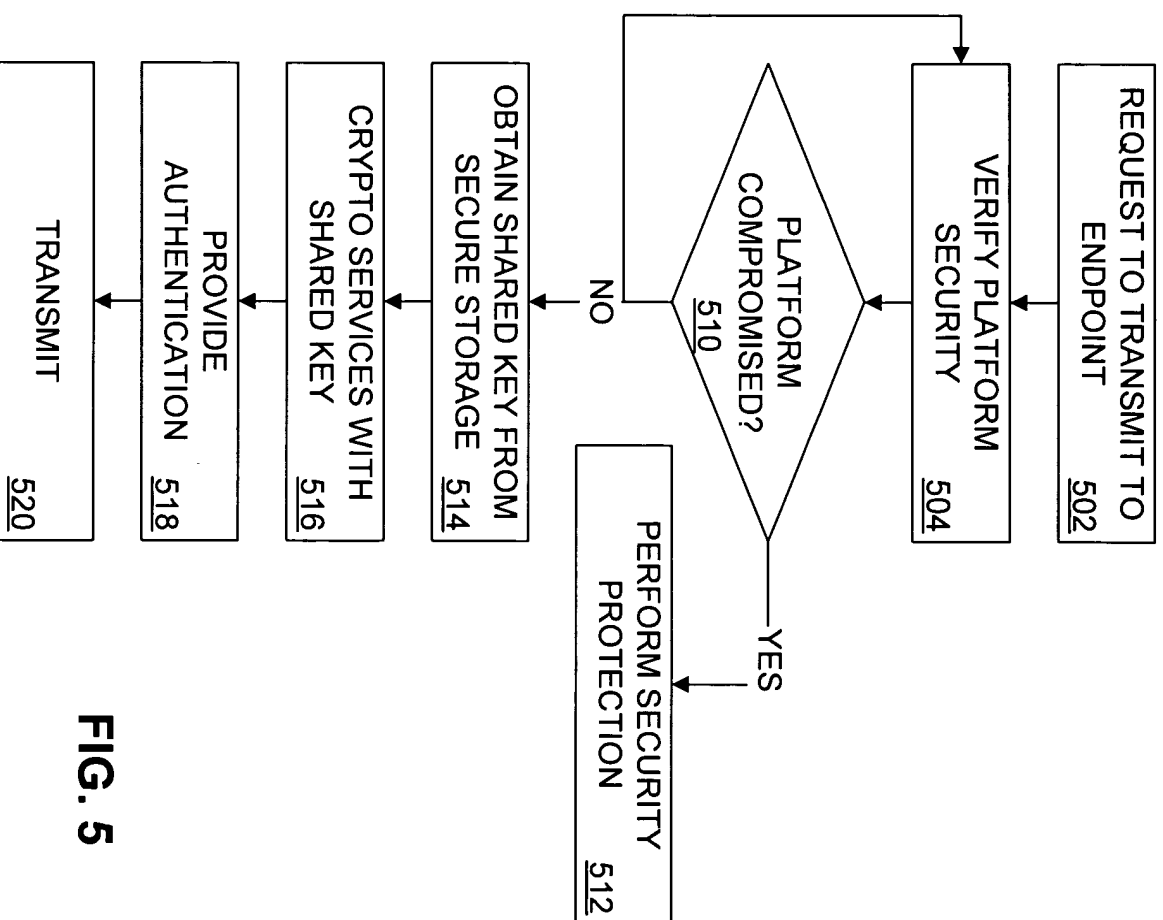 REQUEST TO TRANSMIT TO
ENDPOINT
502
VERIFY PLATFORM
SECURITY
504
PLATFORM
COMPROMISED?
510
YES
NO
PERFORM SECURITY
PROTECTION
512
OBTAIN SHARED KEY FROM
SECURE STORAGE
514
CRYPTO SERVICES WITH
SHARED KEY
516
PROVIDE
AUTHENTICATION
518
TRANSMIT
520
FIG. 5